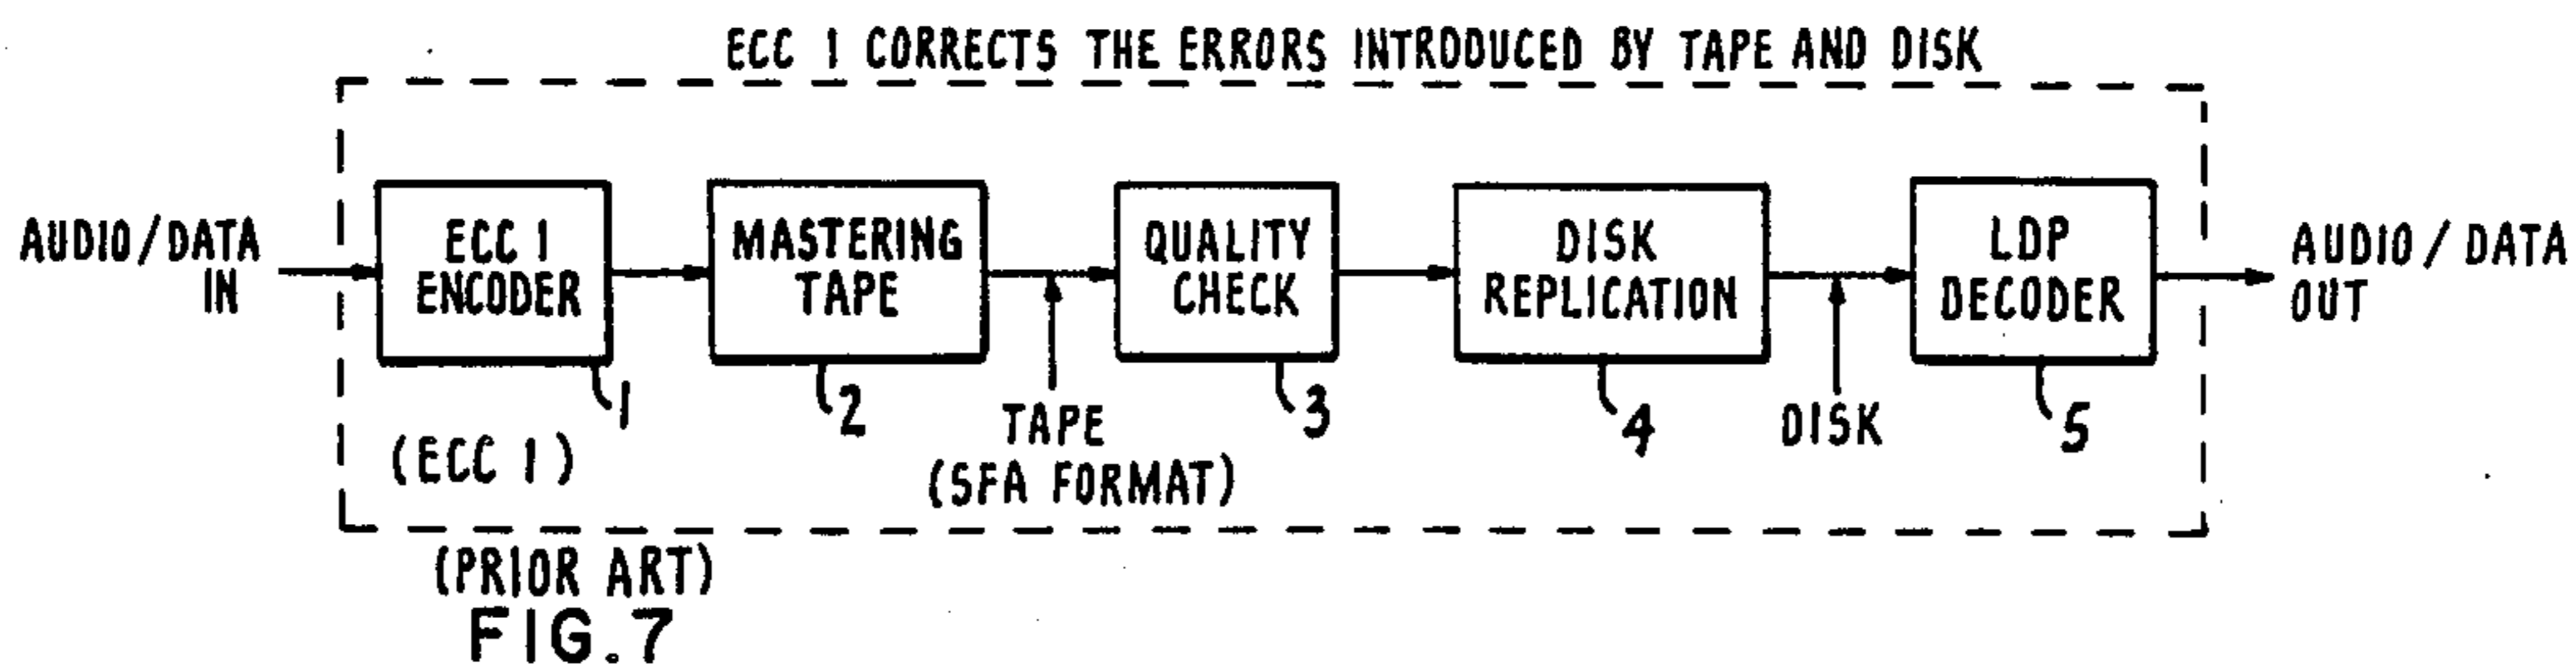 ECC 1 CORRECTS THE ERRORS INTRODUCED BY TAPE AND DISK
AUDIO/DATA
IN
ECC 1
ENCODER
MASTERING
TAPE
QUALITY
CHECK
DISK
REPLICATION
LDP
DECODER
AUDIO/DATA
OUT
1
2
3
4
5
(ECC 1)
TAPE
(SFA FORMAT)
DISK
(PRIOR ART)
FIG.7